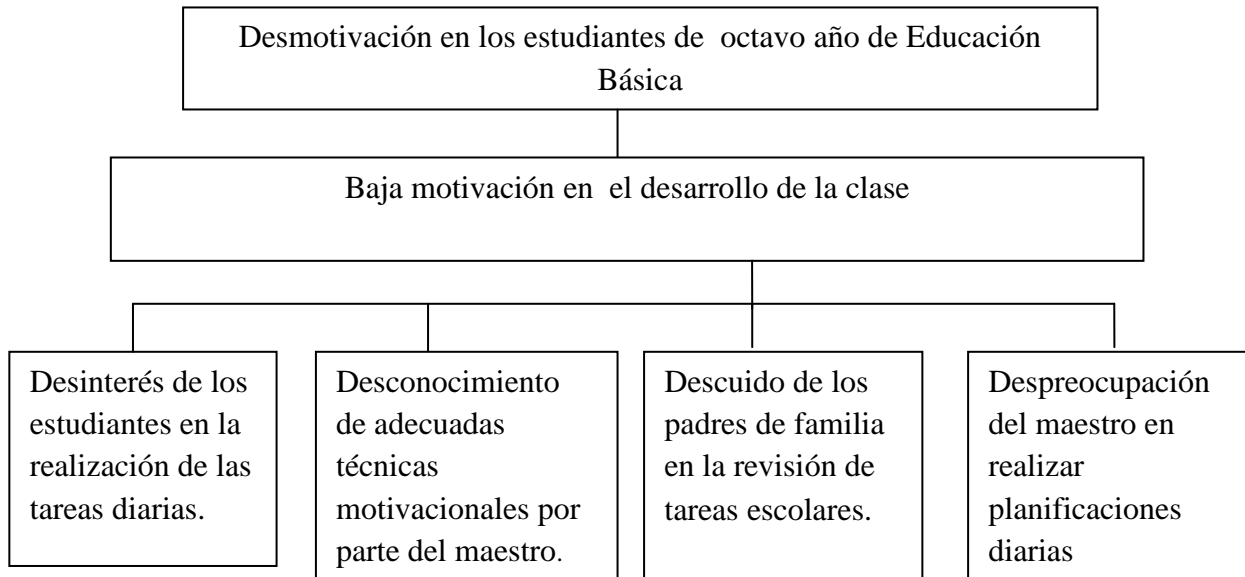 Desmotivación en los estudiantes de  octavo año de Educación
Básica
Baja motivación en  el desarrollo de la clase
Desinterés de los
estudiantes en la
realización de las
tareas diarias.
Desconocimiento
de adecuadas
técnicas
motivacionales por
parte del maestro.
Descuido de los
padres de familia
en la revisión de
tareas escolares.
Despreocupación
del maestro en
realizar
planificaciones
diarias